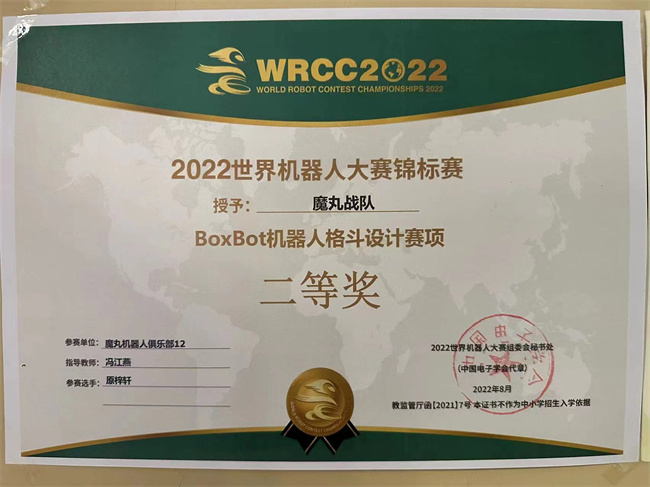 WRCC2022
WORLD ROBOT CONTEST CHAMPIONSHIPS 2022
2022世界机器人大赛锦标赛
授予：魔丸战队
BoxBot机器人格斗设计赛项
二等奖
参赛单位：魔丸机器人俱乐部12
指导教师：冯江燕
参赛选手：原梓轩
2022世界机器人大赛组委会秘书处
（中国电子学会代章）
2022年8月
教监管厅函[2021]7号 本证书不作为中小学招生入学依据
WORLD ROBOT CONTEST CHAMPIONSHIPS